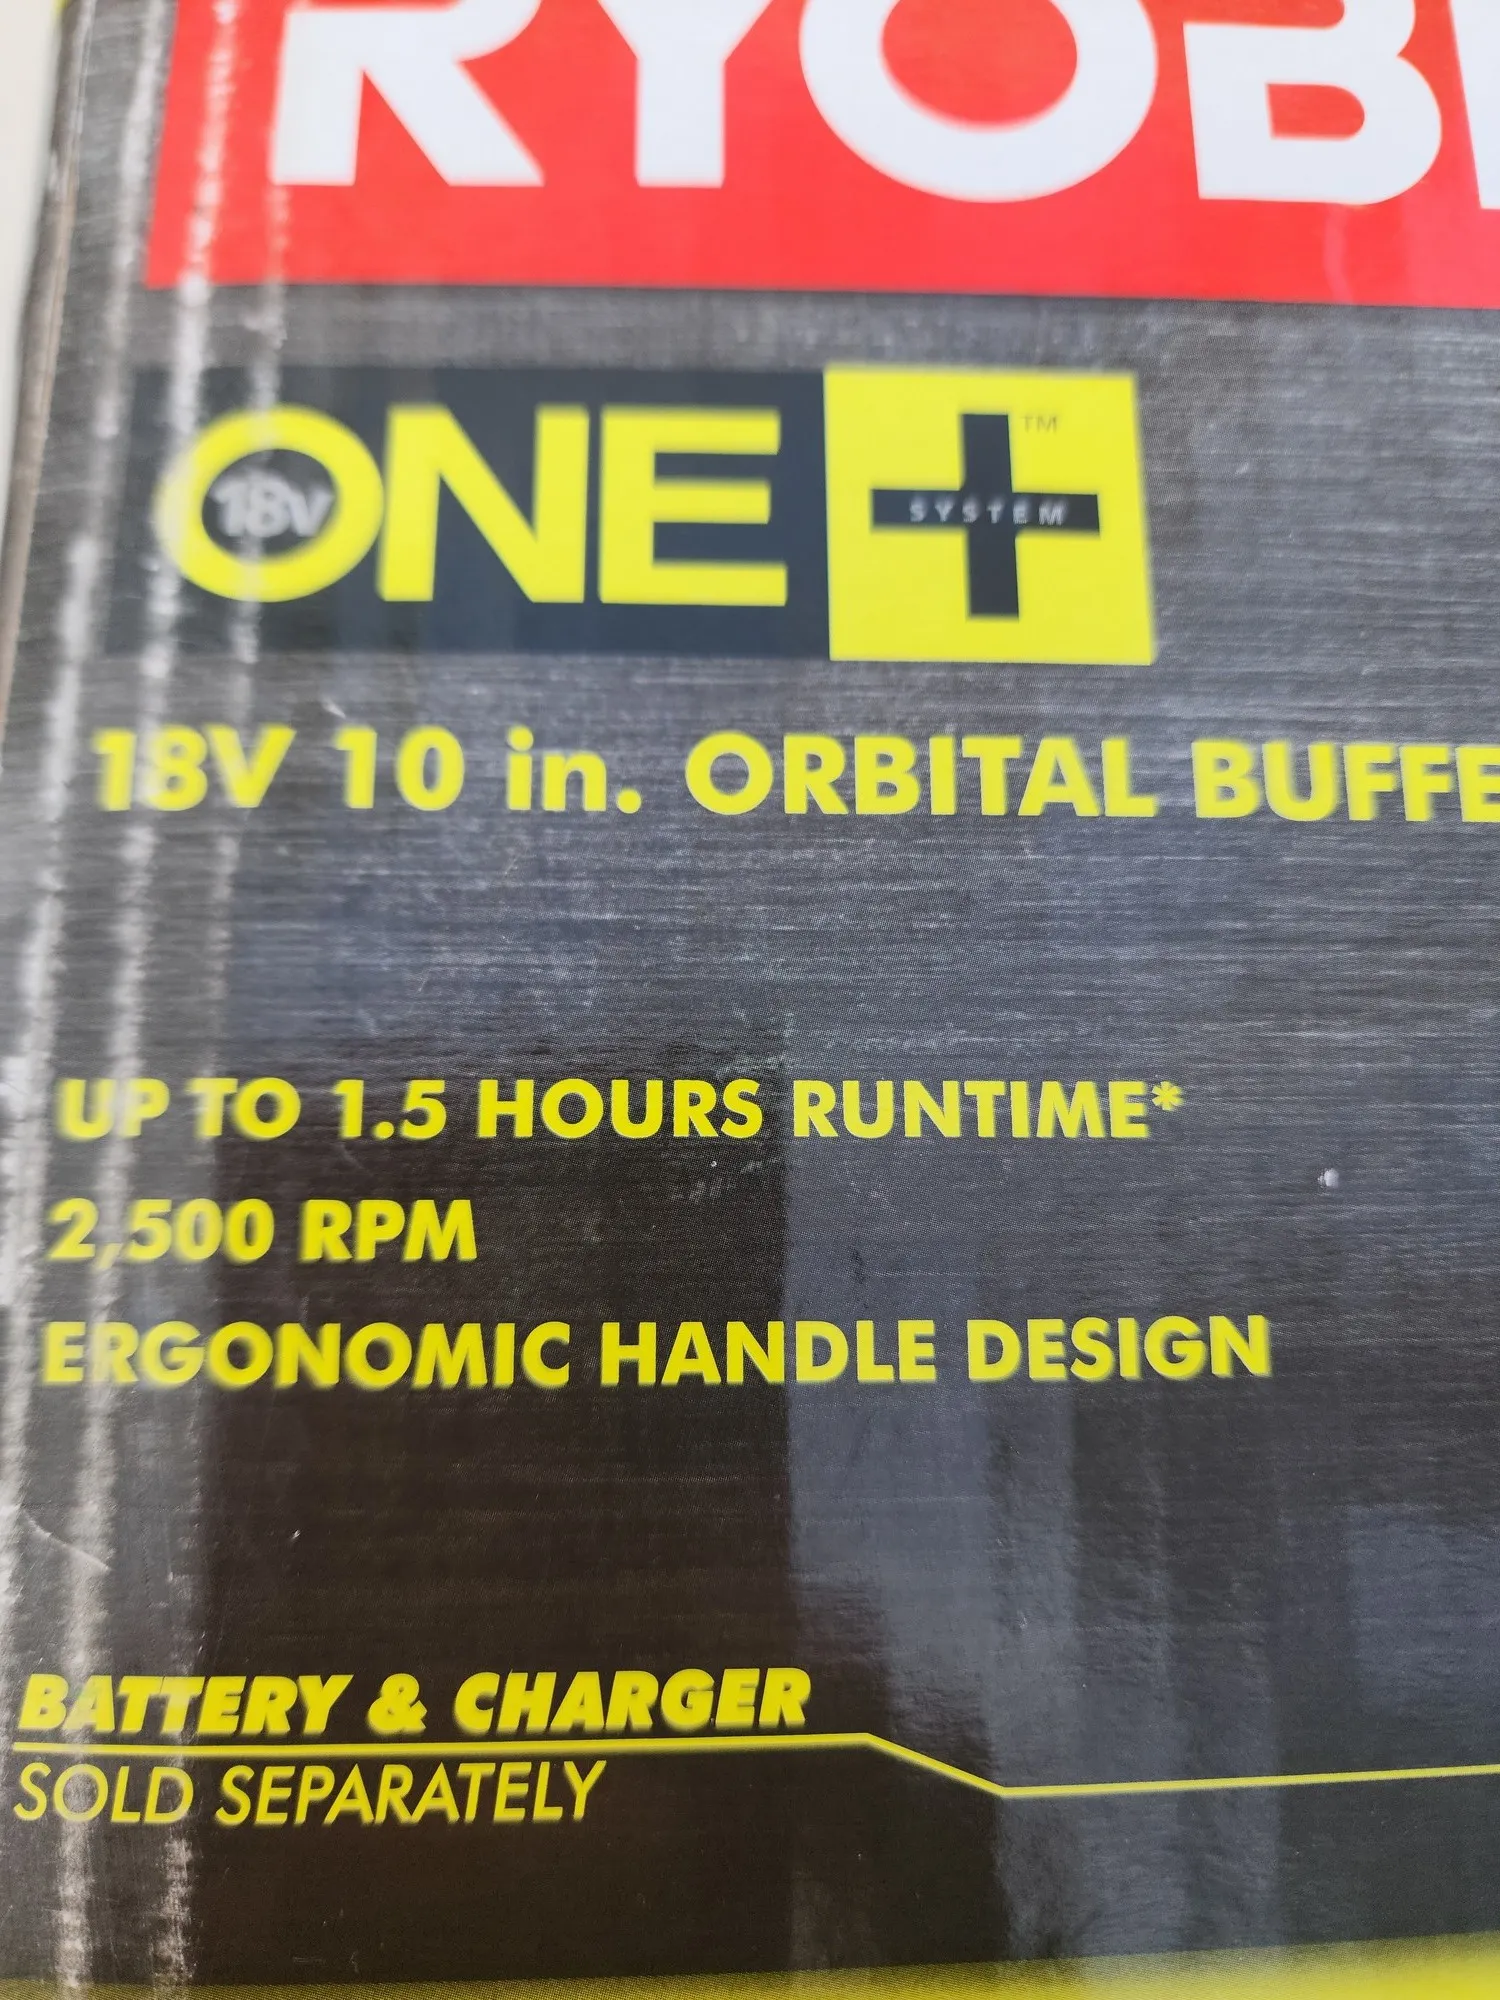 RYOBI
18V ONE+™
SYSTEM
18V 10 in. ORBITAL BUFFE
UP TO 1.5 HOURS RUNTIME*
2,500 RPM
ERGONOMIC HANDLE DESIGN
BATTERY & CHARGER
SOLD SEPARATELY